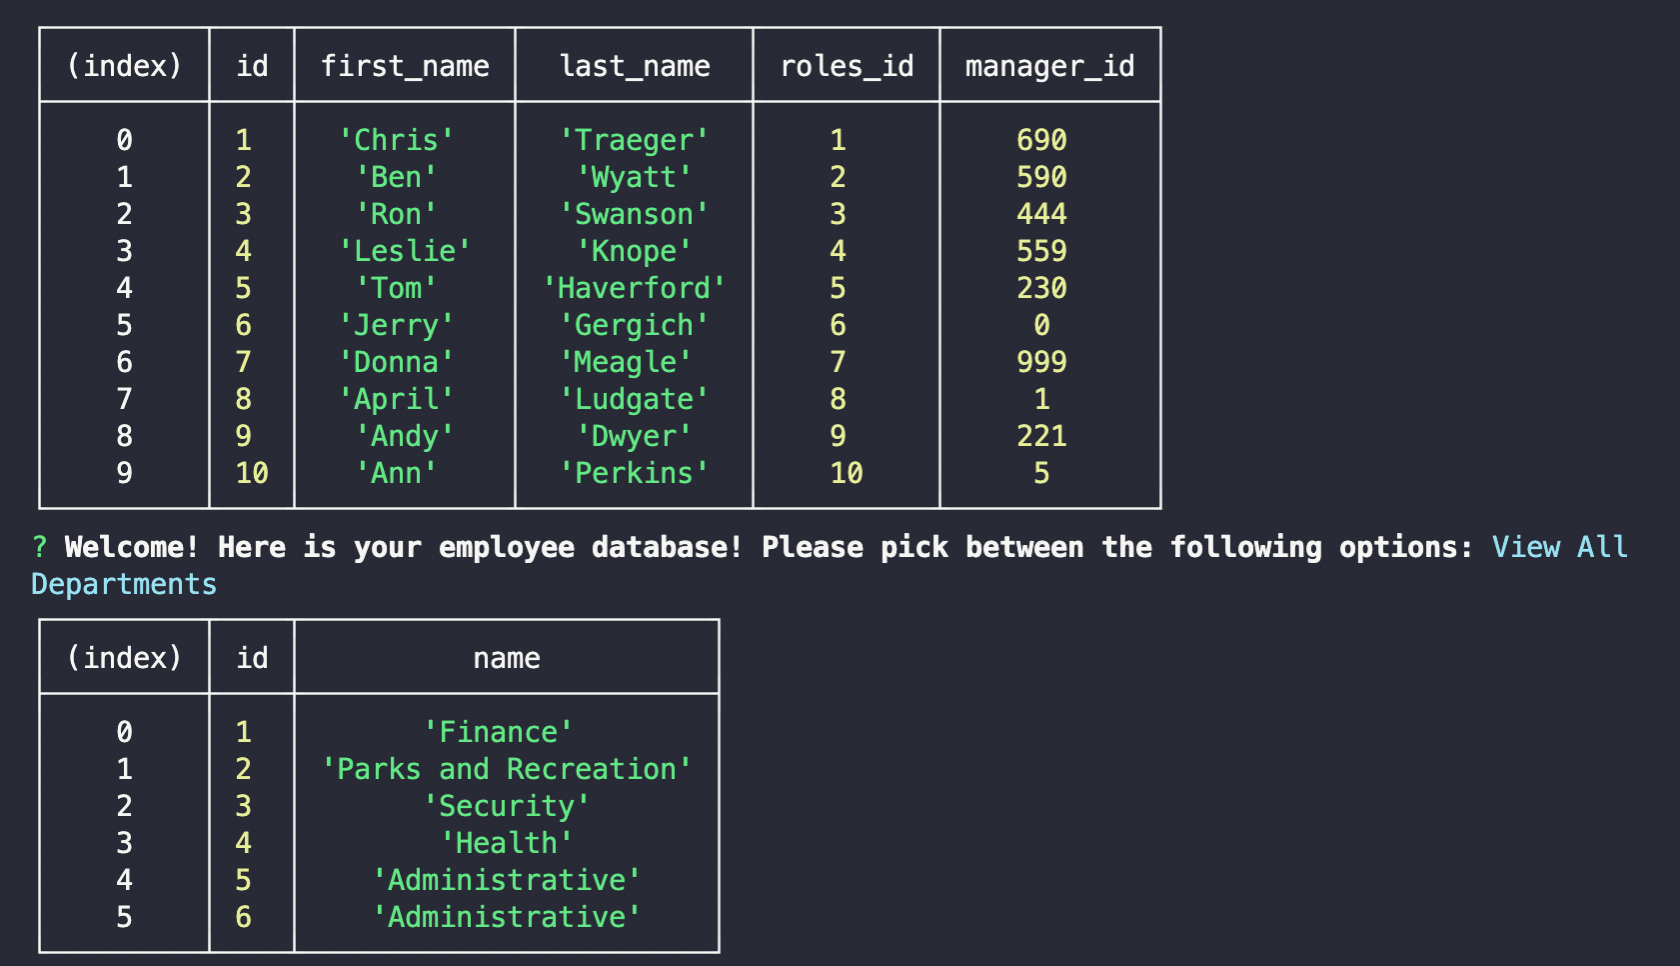 (index) id first_name last_name roles_id manager_id
0 1 'Chris' 'Traeger' 1 690
1 2 'Ben' 'Wyatt' 2 590
2 3 'Ron' 'Swanson' 3 444
3 4 'Leslie' 'Knope' 4 559
4 5 'Tom' 'Haverford' 5 230
5 6 'Jerry' 'Gergich' 6 0
6 7 'Donna' 'Meagle' 7 999
7 8 'April' 'Ludgate' 8 1
8 9 'Andy' 'Dwyer' 9 221
9 10 'Ann' 'Perkins' 10 5
? Welcome! Here is your employee database! Please pick between the following options: View All
Departments
(index) id name
0 1 'Finance'
1 2 'Parks and Recreation'
2 3 'Security'
3 4 'Health'
4 5 'Administrative'
5 6 'Administrative'